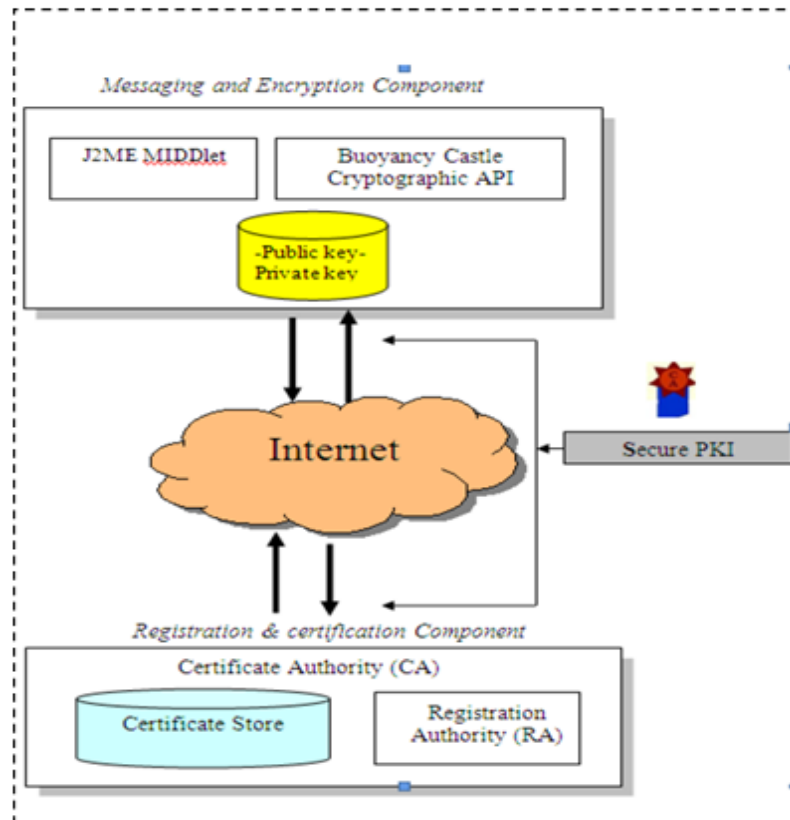 Messaging and Encryption Component
J2ME MIDDlet
Buoyancy Castle
Cryptographic API
-Public key-
Private key
Internet
CA
Secure PKI
Registration & certification Component
Certificate Authority (CA)
Certificate Store
Registration
Authority (RA)